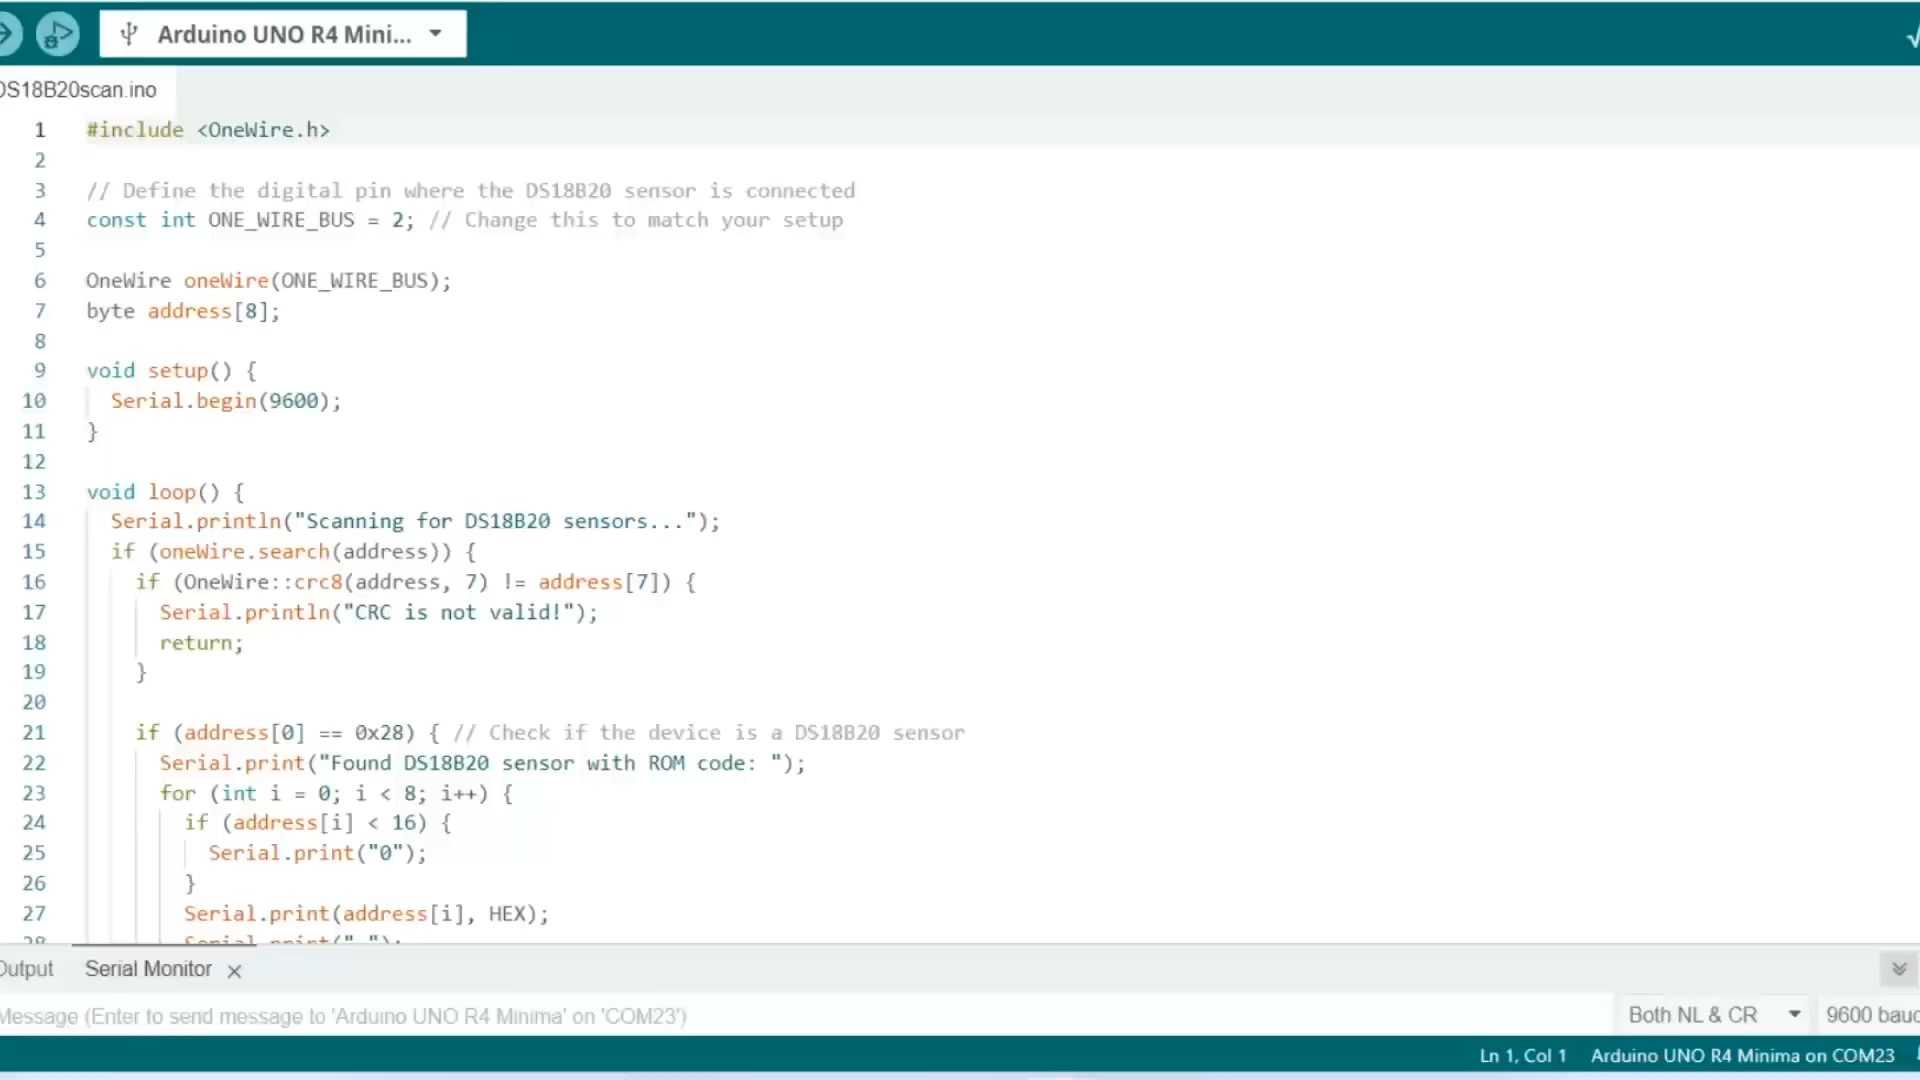 Arduino UNO R4 Mini...
DS18B20scan.ino
1 #include <OneWire.h>
2
3 // Define the digital pin where the DS18B20 sensor is connected
4 const int ONE_WIRE_BUS = 2; // Change this to match your setup
5
6 OneWire oneWire(ONE_WIRE_BUS);
7 byte address[8];
8
9 void setup() {
10 Serial.begin(9600);
11 }
12
13 void loop() {
14 Serial.println("Scanning for DS18B20 sensors...");
15 if (oneWire.search(address)) {
16 if (OneWire::crc8(address, 7) != address[7]) {
17 Serial.println("CRC is not valid!");
18 return;
19 }
20
21 if (address[0] == 0x28) { // Check if the device is a DS18B20 sensor
22 Serial.print("Found DS18B20 sensor with ROM code: ");
23 for (int i = 0; i < 8; i++) {
24 if (address[i] < 16) {
25 Serial.print("0");
26 }
27 Serial.print(address[i], HEX);
28 Serial.print(" ");
Output Serial Monitor
Message (Enter to send message to 'Arduino UNO R4 Minima' on 'COM23')
Both NL & CR 9600 baud
Ln 1, Col 1 Arduino UNO R4 Minima on COM23